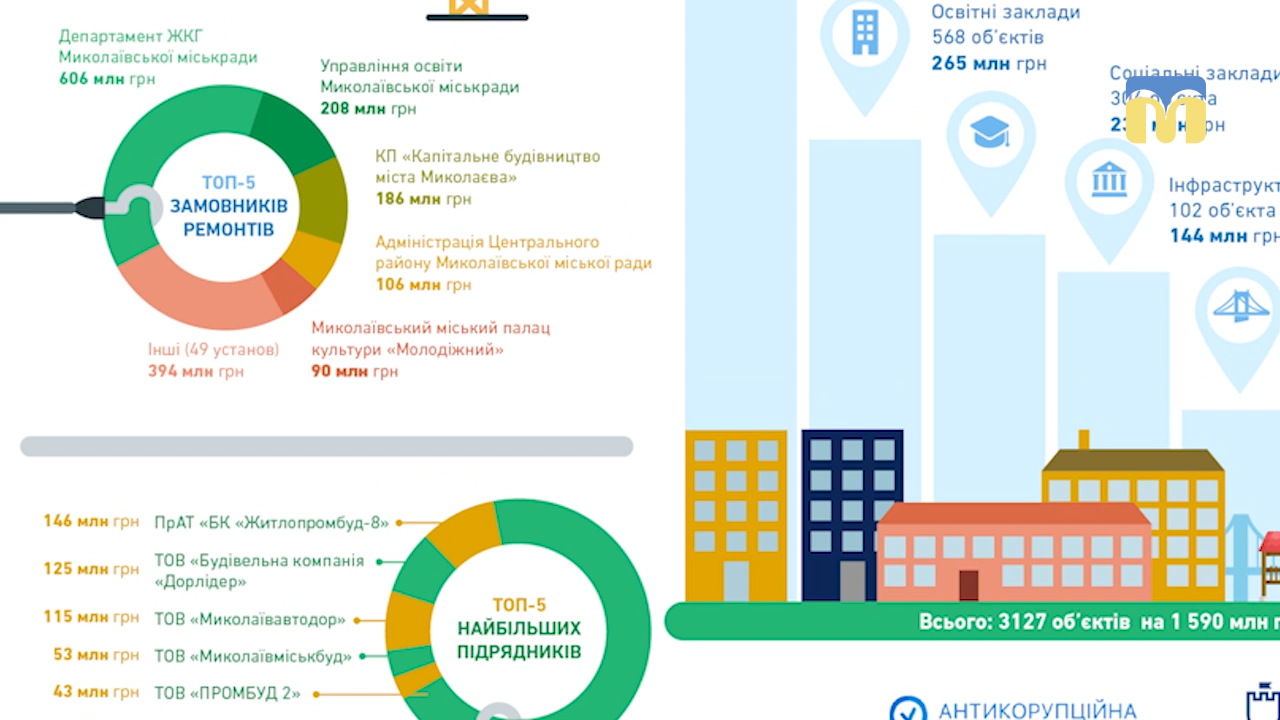 Департамент ЖКГ
Миколаївської міськради
606 млн грн
Управління освіти
Миколаївської міськради
208 млн грн
КП «Капітальне будівництво
міста Миколаєва»
186 млн грн
Адміністрація Центрального
району Миколаївської міської ради
106 млн грн
Миколаївський міський палац
культури «Молодіжний»
90 млн грн
Інші (49 установ)
394 млн грн
ТОП-5
ЗАМОВНИКІВ
РЕМОНТІВ
146 млн грн ПрАТ «БК «Житлопромбуд-8»
125 млн грн ТОВ «Будівельна компанія
«Дорлідер»
115 млн грн ТОВ «Миколаївавтодор»
53 млн грн ТОВ «Миколаївміськбуд»
43 млн грн ТОВ «ПРОМБУД 2»
ТОП-5
НАЙБІЛЬШИХ
ПІДРЯДНИКІВ
Освітні заклади
568 об'єктів
265 млн грн
Соціальні заклади
Інфраструкт
102 об'єкта
144 млн грн
Всього: 3127 об'єктів на 1 590 млн г
АНТИКОРУПЦІЙНА